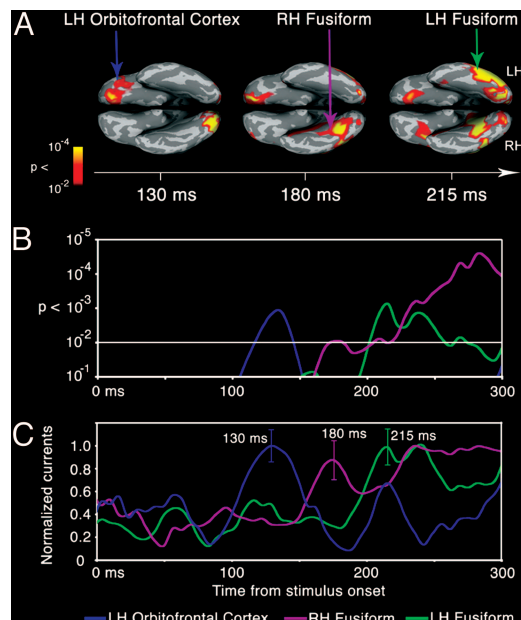 A
LH Orbitofrontal Cortex RH Fusiform LH Fusiform
LH
RH
10-4
p <
10-2
130 ms 180 ms 215 ms
B
10-5
10-4
p < 10-3
10-2
10-1
0 ms 100 200 300
C
Normalized currents
1.0
0.8
0.6
0.4
0.2
130 ms 180 ms 215 ms
0 ms 100 200 300
Time from stimulus onset
LH Orbitofrontal Cortex RH Fusiform LH Fusiform